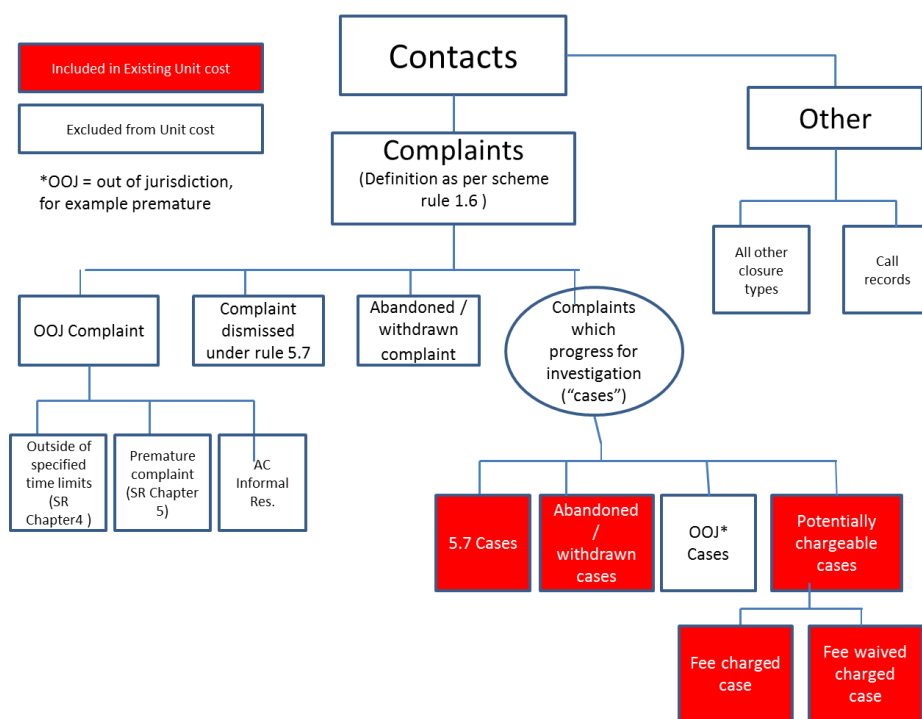 Contacts
Included in Existing Unit cost
Excluded from Unit cost
Other
Complaints
(Definition as per scheme
rule 1.6 )
*OOJ = out of jurisdiction,
for example premature
All other
closure
types
Call
records
OOJ Complaint
Complaint
dismissed
under rule 5.7
Abandoned /
withdrawn
complaint
Complaints
which
progress for
investigation
(“cases”)
Outside of
specified
time limits
(SR
Chapter4 )
Premature
complaint
(SR Chapter
5)
AC
Informal
Res.
5.7 Cases
Abandoned
/
withdrawn
cases
OOJ*
Cases
Potentially
chargeable
cases
Fee charged
case
Fee waived
charged
case